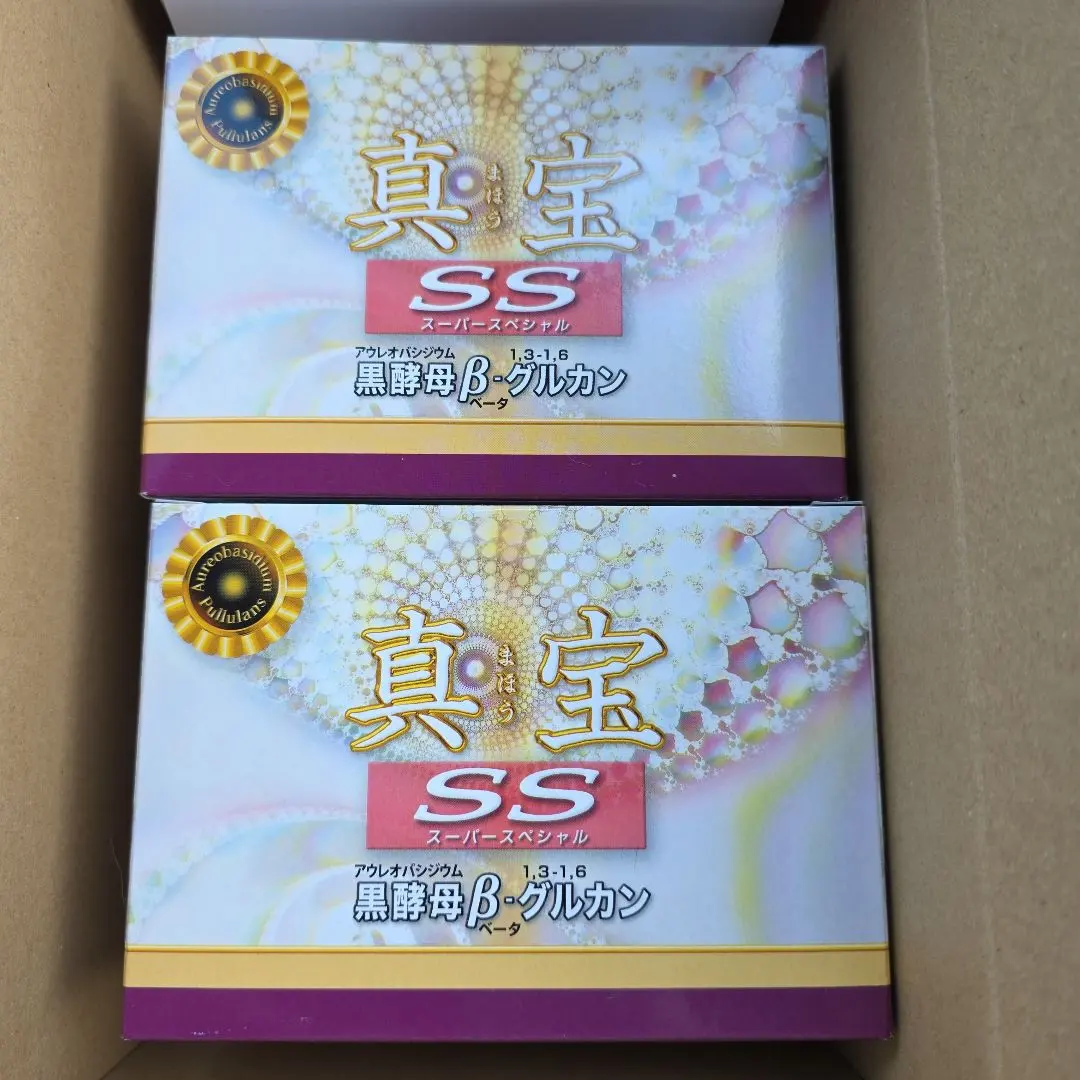 Aureobasidium
Pullulans
真宝
まほう
SS
スーパースペシャル
アウレオバシジウム 1,3-1,6
黒酵母β-グルカン
ベータ
Aureobasidium
Pullulans
真宝
まほう
SS
スーパースペシャル
アウレオバシジウム 1,3-1,6
黒酵母β-グルカン
ベータ